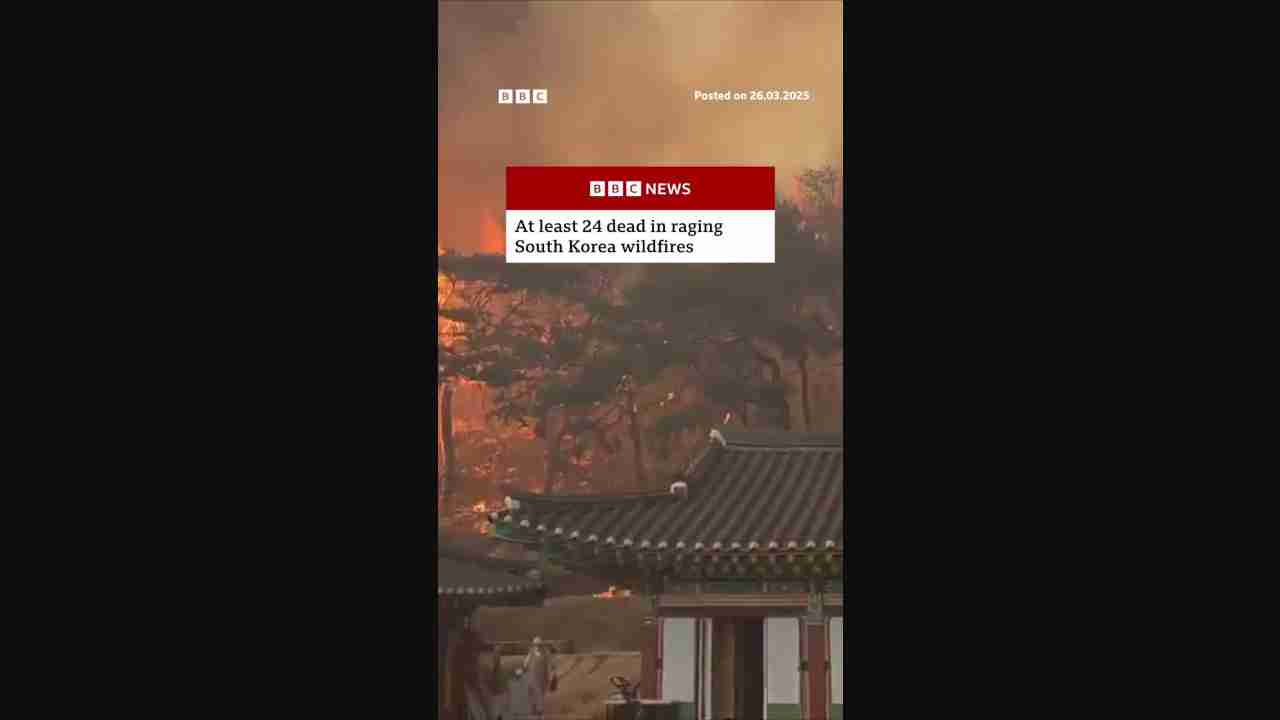 BBC
Posted on 26.03.2025
BBC NEWS
At least 24 dead in raging
South Korea wildfires